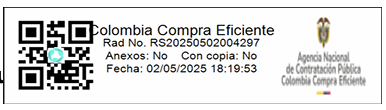 Colombia Compra Eficiente
Rad No. RS20250502004297
Anexos: No Con copia: No
Fecha: 02/05/2025 18:19:53
Agencia Nacional
de Contratación Pública
Colombia Compra Eficiente